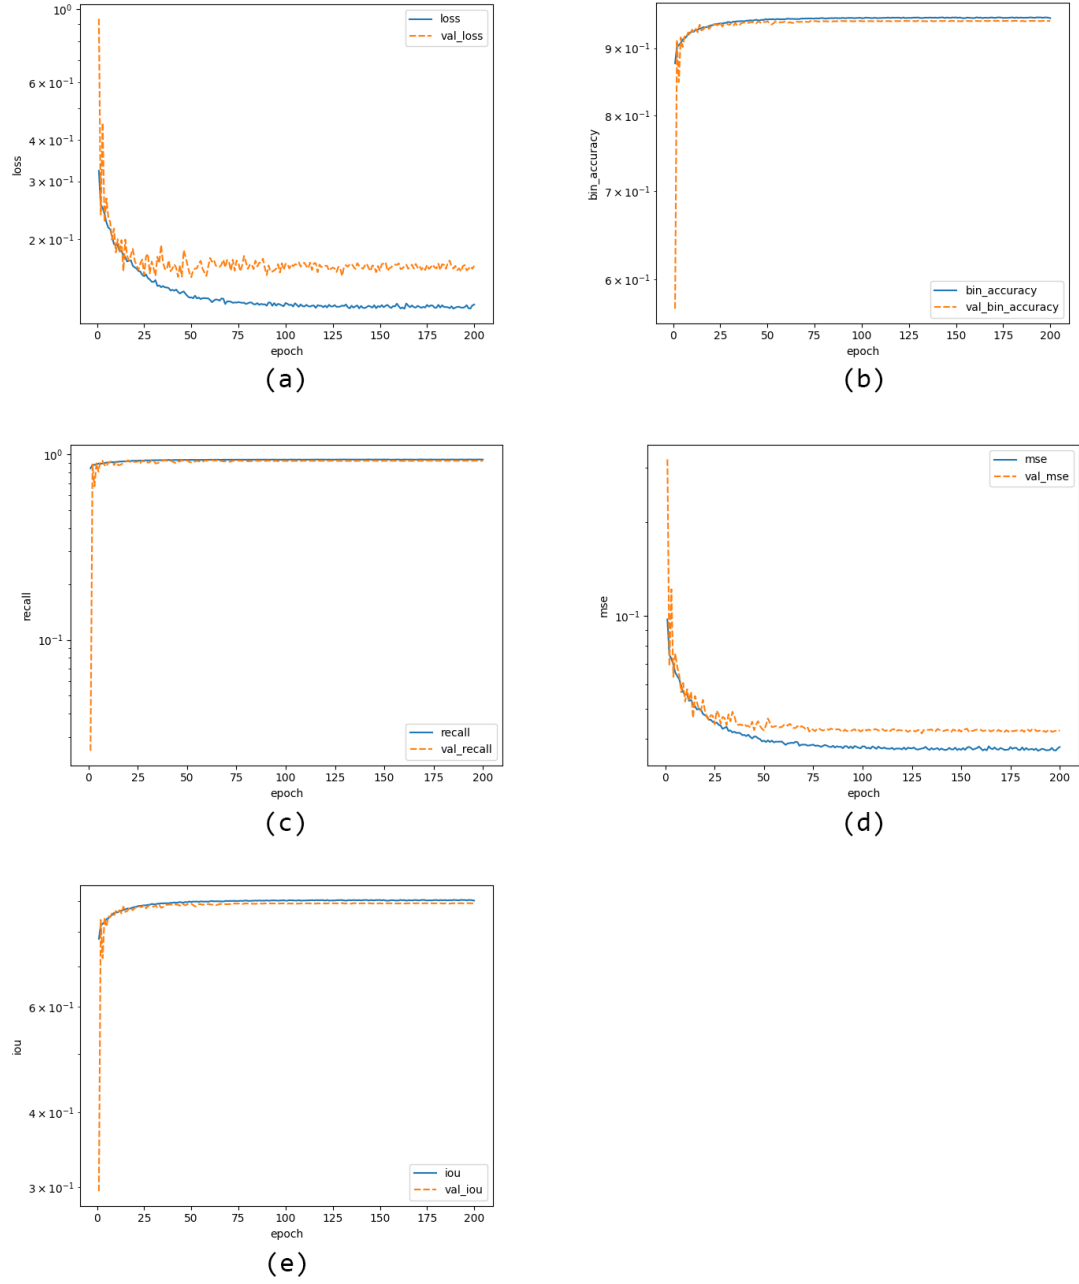 10⁰
6 × 10⁻¹
4 × 10⁻¹
3 × 10⁻¹
2 × 10⁻¹
loss
loss
val_loss
0 25 50 75 100 125 150 175 200
epoch
(a)
9 × 10⁻¹
8 × 10⁻¹
7 × 10⁻¹
6 × 10⁻¹
bin_accuracy
bin_accuracy
val_bin_accuracy
0 25 50 75 100 125 150 175 200
epoch
(b)
10⁰
10⁻¹
recall
recall
val_recall
0 25 50 75 100 125 150 175 200
epoch
(c)
mse
val_mse
10⁻¹
mse
0 25 50 75 100 125 150 175 200
epoch
(d)
6 × 10⁻¹
4 × 10⁻¹
3 × 10⁻¹
iou
iou
val_iou
0 25 50 75 100 125 150 175 200
epoch
(e)